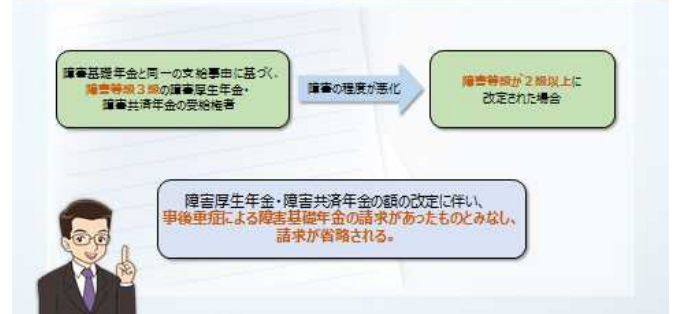 障害基礎年金と同一の支給事由に基づく、
障害等級3級の障害厚生年金・
障害共済年金の受給権者
障害の程度が悪化
障害等級が2級以上に
改定された場合
障害厚生年金・障害共済年金の額の改定に伴い、
事後重症による障害基礎年金の請求があったものとみなし、
請求が省略される。